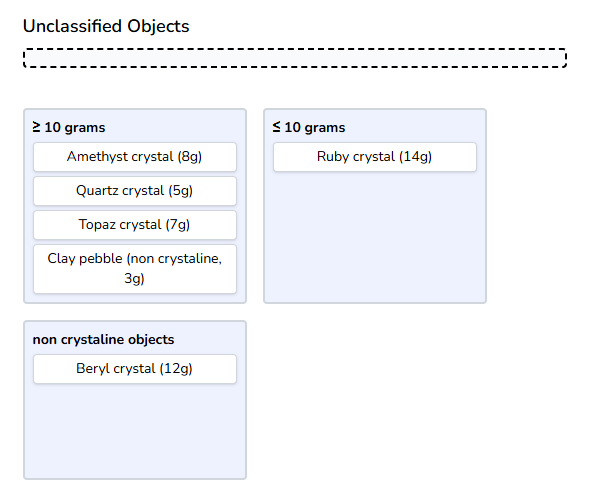 Unclassified Objects
≥ 10 grams
Amethyst crystal (8g)
Quartz crystal (5g)
Topaz crystal (7g)
Clay pebble (non crystaline,
3g)
≤ 10 grams
Ruby crystal (14g)
non crystaline objects
Beryl crystal (12g)